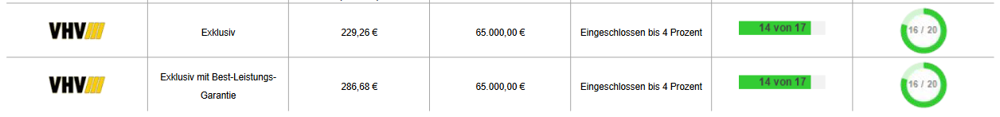 VHV
Exklusiv
229,26 €
65.000,00 €
Eingeschlossen bis 4 Prozent
14 von 17
16 / 20
VHV
Exklusiv mit Best-Leistungs-
Garantie
286,68 €
65.000,00 €
Eingeschlossen bis 4 Prozent
14 von 17
16 / 20